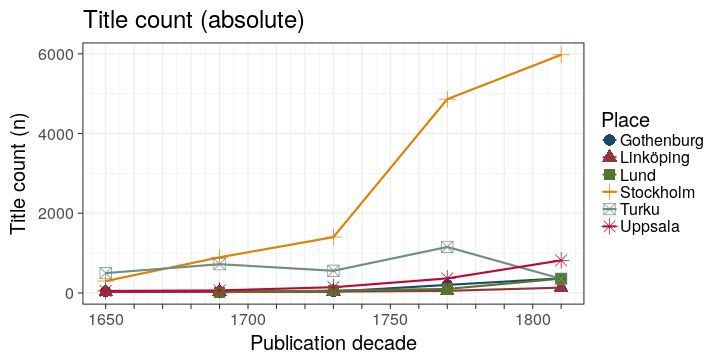 Title count (absolute)
Title count (n)
6000
4000
2000
0
1650
1700
1750
1800
Publication decade
Place
Gothenburg
Linköping
Lund
Stockholm
Turku
Uppsala